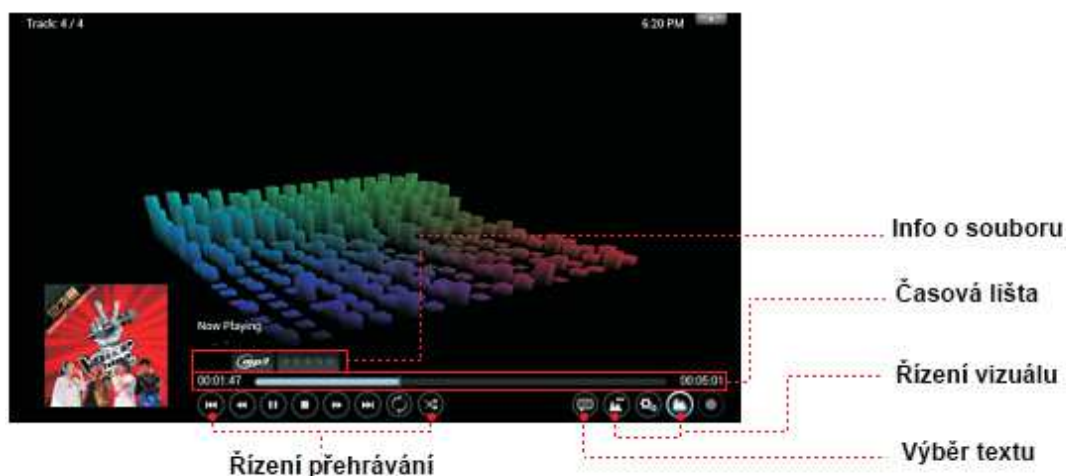 Track: 4 / 4
6:20 PM
Info o souboru
Časová lišta
Now Playing
mp3
00:01:47
00:05:01
Řízení vizuálu
Výběr textu
Řízení přehrávání